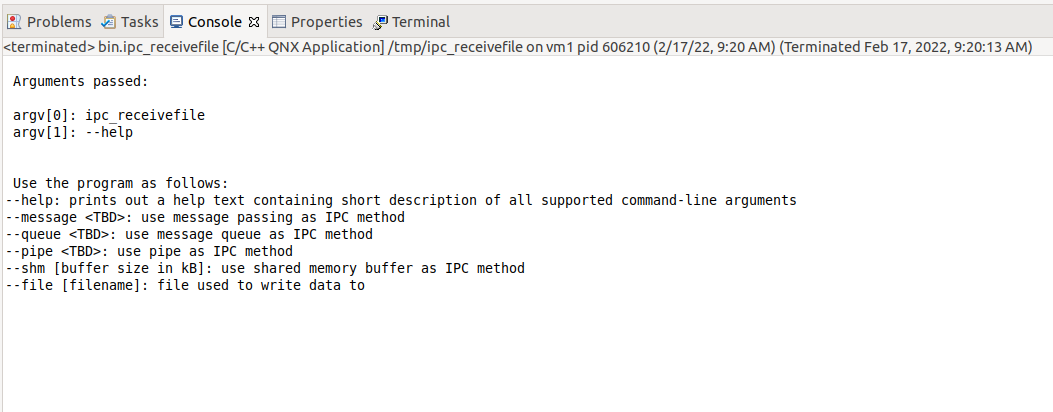 Problems Tasks Console Properties Terminal
<terminated> bin.ipc_receivefile [C/C++ QNX Application] /tmp/ipc_receivefile on vm1 pid 606210 (2/17/22, 9:20 AM) (Terminated Feb 17, 2022, 9:20:13 AM)
Arguments passed:
argv[0]: ipc_receivefile
argv[1]: --help
Use the program as follows:
--help: prints out a help text containing short description of all supported command-line arguments
--message <TBD>: use message passing as IPC method
--queue <TBD>: use message queue as IPC method
--pipe <TBD>: use pipe as IPC method
--shm [buffer size in kB]: use shared memory buffer as IPC method
--file [filename]: file used to write data to